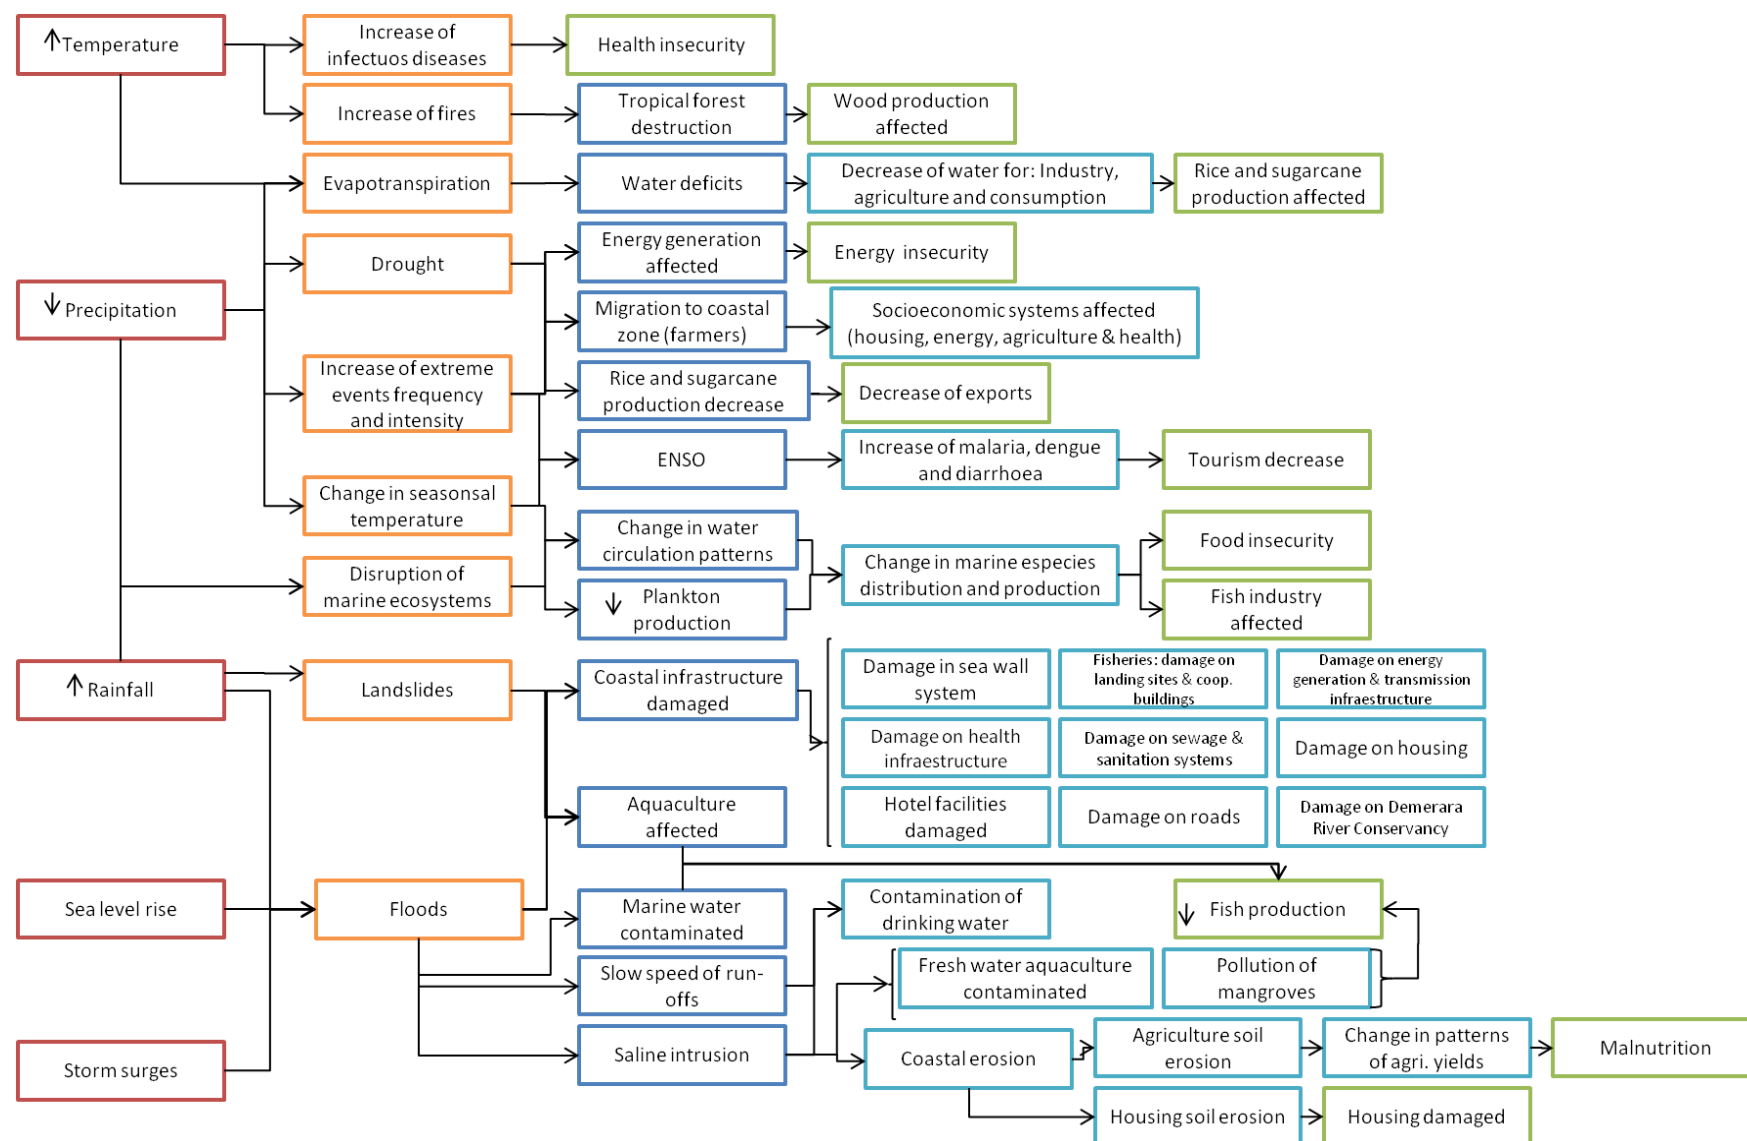 ↑Temperature
Increase of
infectuos diseases
Health insecurity
Increase of fires
Tropical forest
destruction
Wood production
affected
Evapotranspiration
Water deficits
Decrease of water for: Industry,
agriculture and consumption
Rice and sugarcane
production affected
Drought
Energy generation
affected
Energy insecurity
↓Precipitation
Migration to coastal
zone (farmers)
Socioeconomic systems affected
(housing, energy, agriculture & health)
Increase of extreme
events frequency
and intensity
Rice and sugarcane
production decrease
Decrease of exports
ENSO
Increase of malaria, dengue
and diarrhoea
Tourism decrease
Change in seasonsal
temperature
Change in water
circulation patterns
Change in marine especies
distribution and production
Food insecurity
Disruption of
marine ecosystems
↓ Plankton
production
Fish industry
affected
↑Rainfall
Landslides
Coastal infrastructure
damaged
Damage in sea wall
system
Fisheries: damage on
landing sites & coop.
buildings
Damage on energy
generation & transmission
infraestructure
Damage on health
infraestructure
Damage on sewage &
sanitation systems
Damage on housing
Aquaculture
affected
Hotel facilities
damaged
Damage on roads
Damage on Demerara
River Conservancy
Sea level rise
Floods
Marine water
contaminated
Contamination of
drinking water
↓ Fish production
Slow speed of run-
offs
Fresh water aquaculture
contaminated
Pollution of
mangroves
Storm surges
Saline intrusion
Coastal erosion
Agriculture soil
erosion
Change in patterns
of agri. yields
Malnutrition
Housing soil erosion
Housing damaged